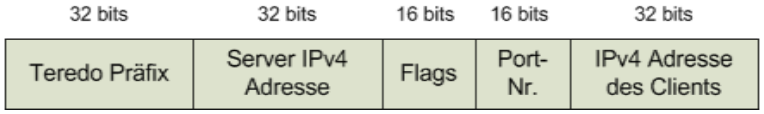 32 bits 32 bits 16 bits 16 bits 32 bits
Teredo Präfix
Server IPv4
Adresse
Flags
Port-
Nr.
IPv4 Adresse
des Clients